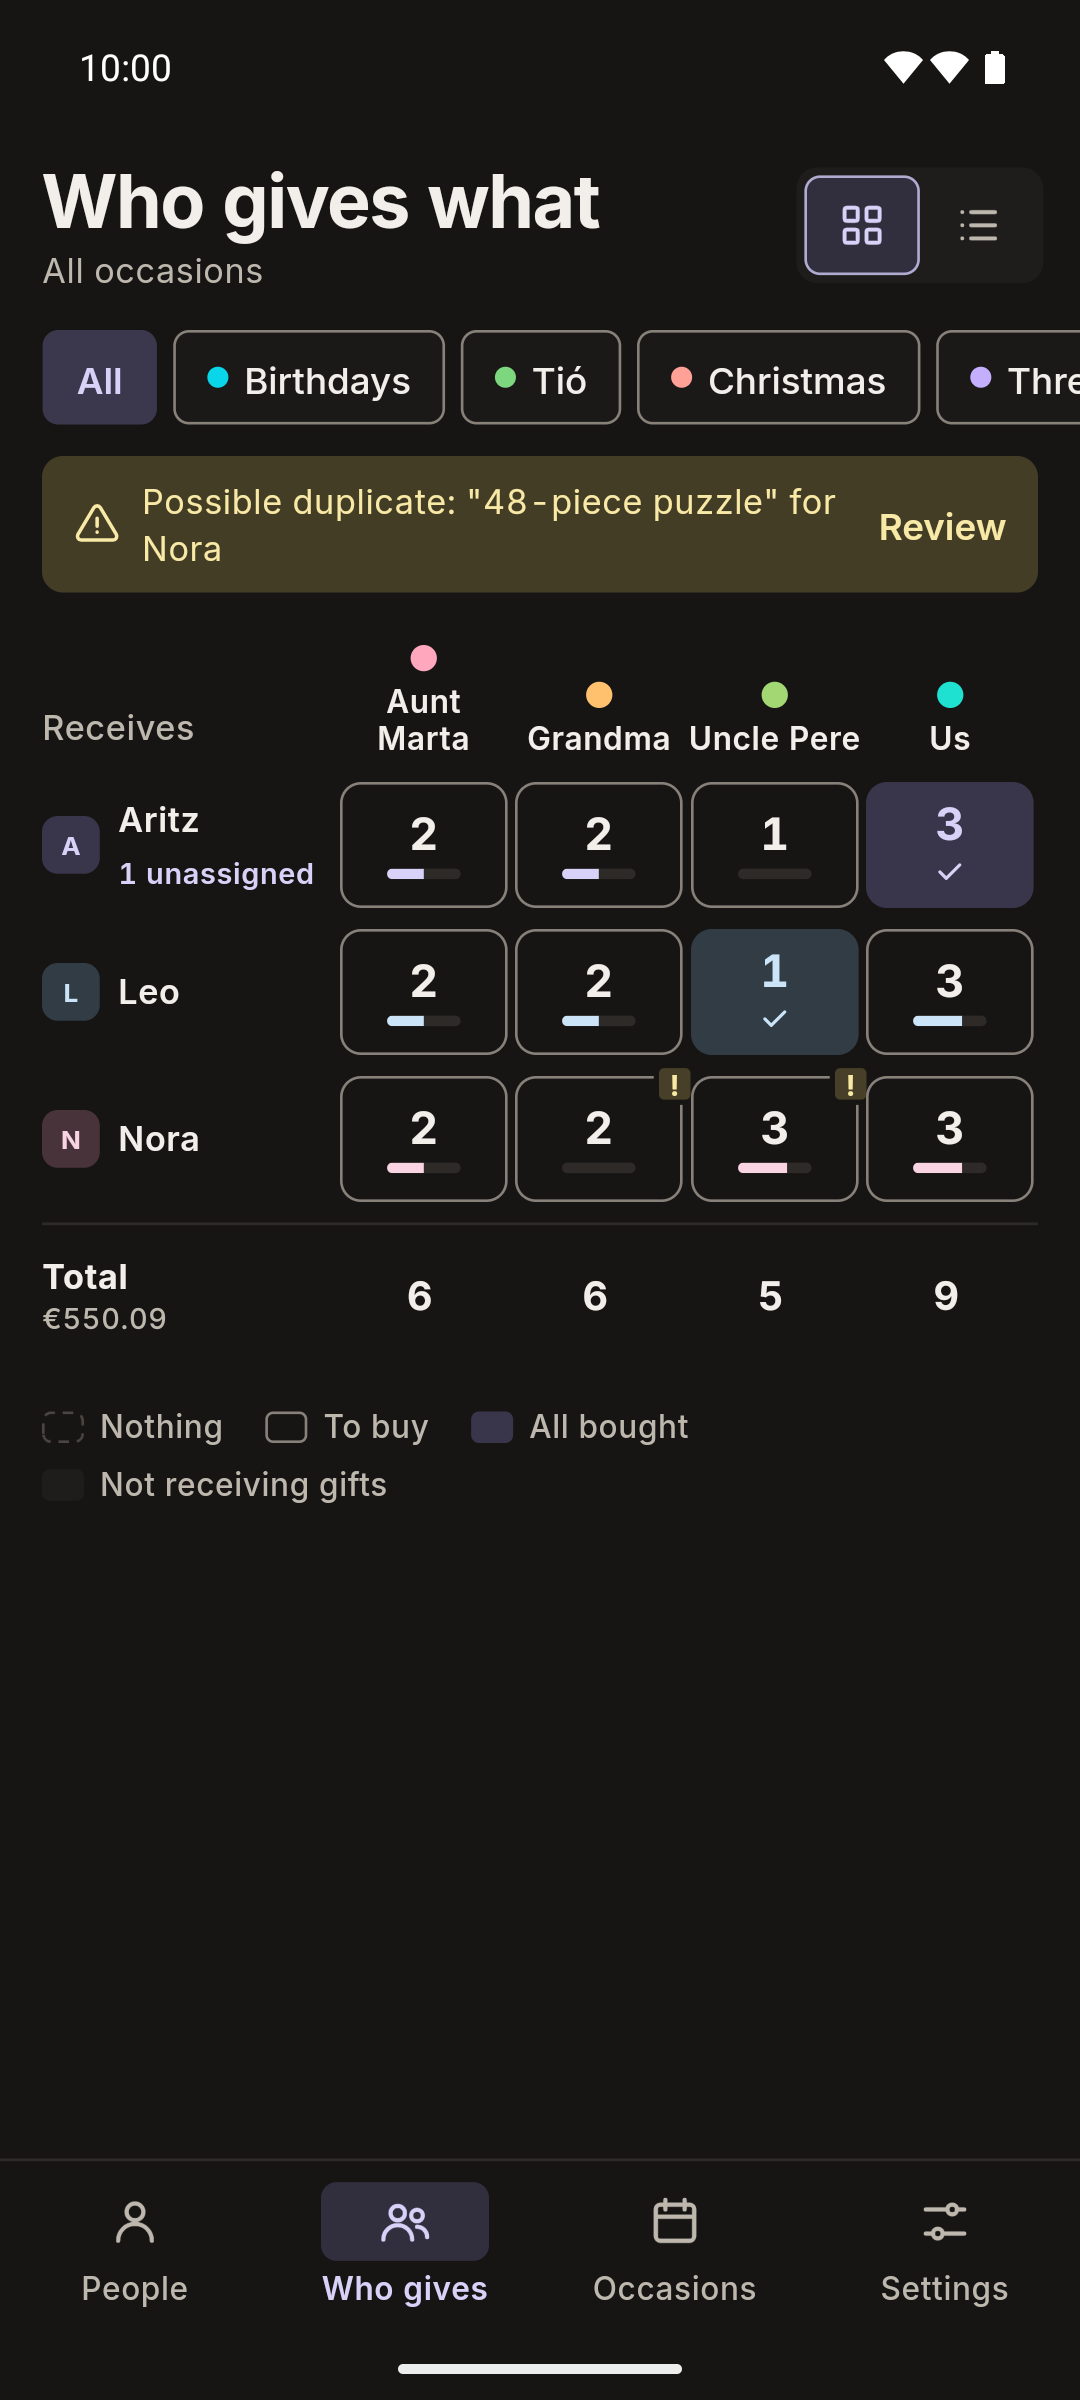 10:00
Who gives what
All occasions
All
Birthdays
Tió
Christmas
Thre
Possible duplicate: "48-piece puzzle" for
Nora
Review
Receives
Aunt
Marta
Grandma
Uncle Pere
Us
A
Aritz
1 unassigned
2
2
1
3
L
Leo
2
2
1
3
N
Nora
2
2
!
3
!
3
Total
€550.09
6
6
5
9
Nothing
To buy
All bought
Not receiving gifts
People
Who gives
Occasions
Settings